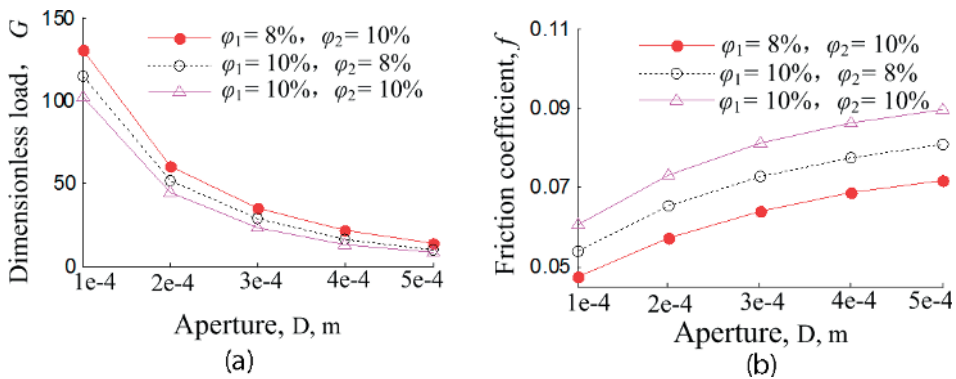 Dimensionless load, G
150
100
50
0
φ1 = 8%, φ2 = 10%
φ1 = 10%, φ2 = 8%
φ1 = 10%, φ2 = 10%
1e-4 2e-4 3e-4 4e-4 5e-4
Aperture, D, m
(a)
Friction coefficient, f
0.11
0.09
0.07
0.05
φ1 = 8%, φ2 = 10%
φ1 = 10%, φ2 = 8%
φ1 = 10%, φ2 = 10%
1e-4 2e-4 3e-4 4e-4 5e-4
Aperture, D, m
(b)